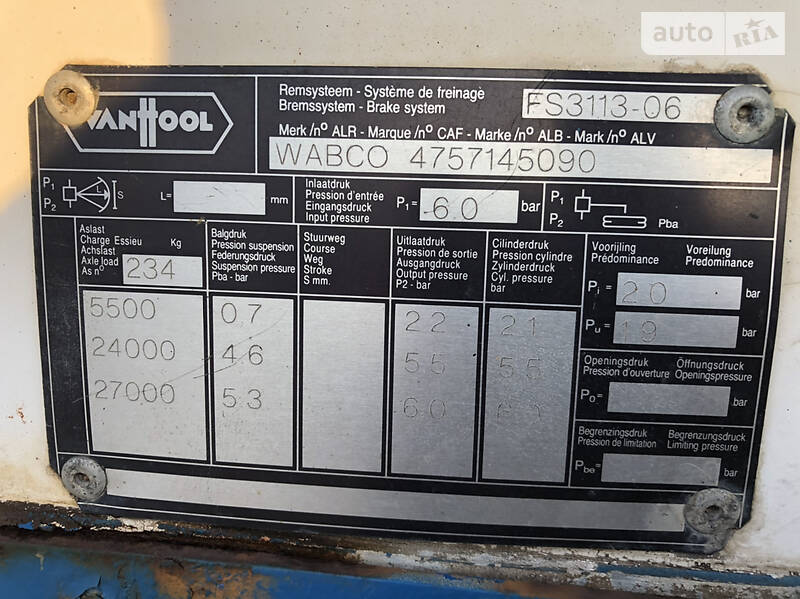 auto RIA
VANHOOL
Remsysteem - Système de freinage
Bremssystem - Brake system
FS3113-06
Merk/nº ALR - Marque/nº CAF - Marke/nº ALB - Mark/nº ALV
WABCO 4757145090
P1
P2
L
S
L= mm
Inlaatdruk
Pression d'entrée
Eingangsdruck
Input pressure
P1= 6.0 bar
P1
P2
Pba
Aslast
Charge Essieu Kg
Achslast
Axle load
As nº 234
Balgdruk
Pression suspension
Federungsdruck
Suspension pressure
Pba - bar
Stuurweg
Course
Weg
Stroke
S mm.
Uitlaatdruk
Pression de sortie
Ausgangdruck
Output pressure
P2 - bar
Cilinderdruk
Pression cylindre
Zylinderdruck
Cyl. pressure
bar
5500 0.7 2.2 2.1
24000 4.6 5.5 5.5
27000 5.3 6.0
Voorijling Voreilung
Prédominance Predominance
Pi = 2.0 bar
Pu = 1.9 bar
Openingsdruk Öffnungsdruck
Pression d'ouverture Openingspressure
Po= bar
Begrenzingsdruk Begrenzungsdruck
Pression de limitation Limiting pressure
Pbe= bar